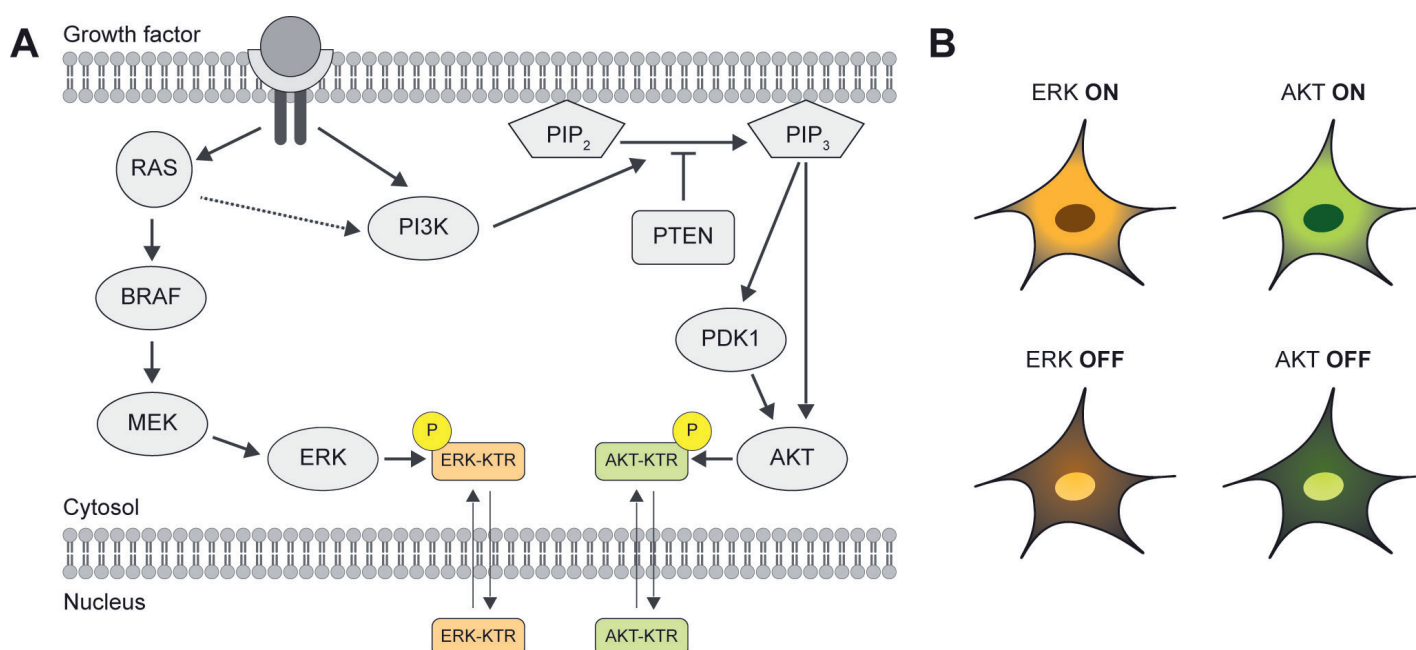 A
Growth factor
PIP2
PIP3
RAS
PI3K
PTEN
BRAF
PDK1
MEK
P
P
ERK
ERK-KTR
AKT-KTR
AKT
Cytosol
Nucleus
ERK-KTR
AKT-KTR
B
ERK ON
AKT ON
ERK OFF
AKT OFF